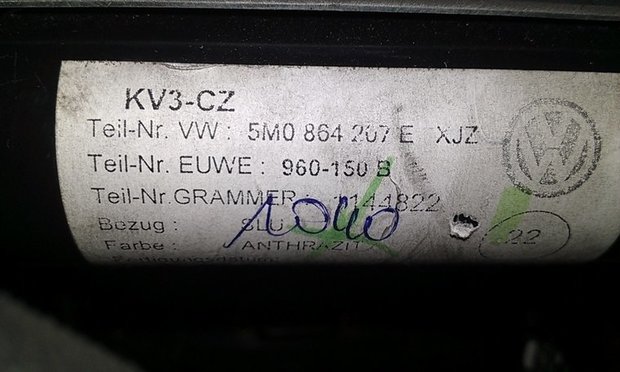 KV3-CZ
Teil-Nr. VW : 5M0 864 207 E XJZ
Teil-Nr. EUWE : 960-150 B
Teil-Nr. GRAMMER : 1144822
1040
Bezug :
22
Farbe : ANTHRAZIT